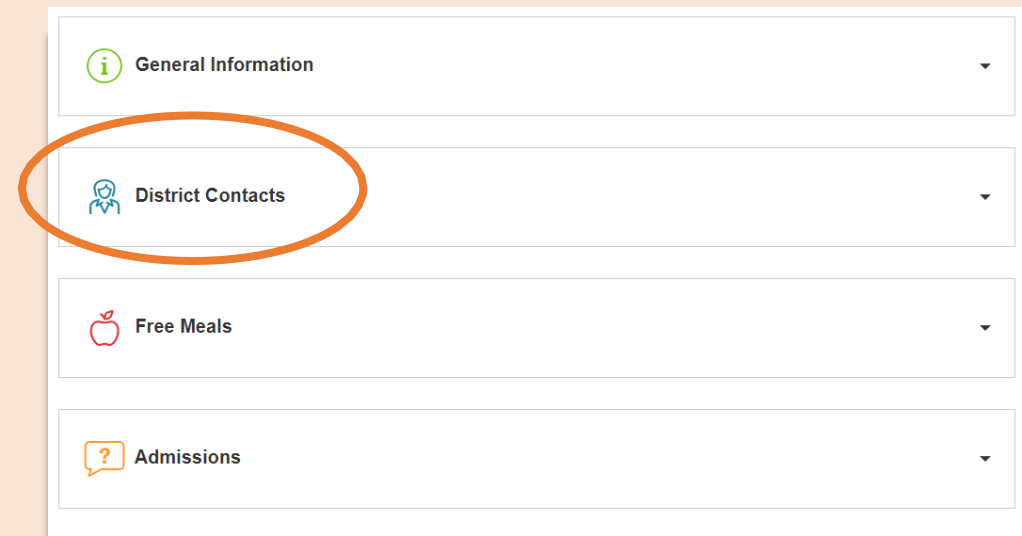 General Information
District Contacts
Free Meals
Admissions